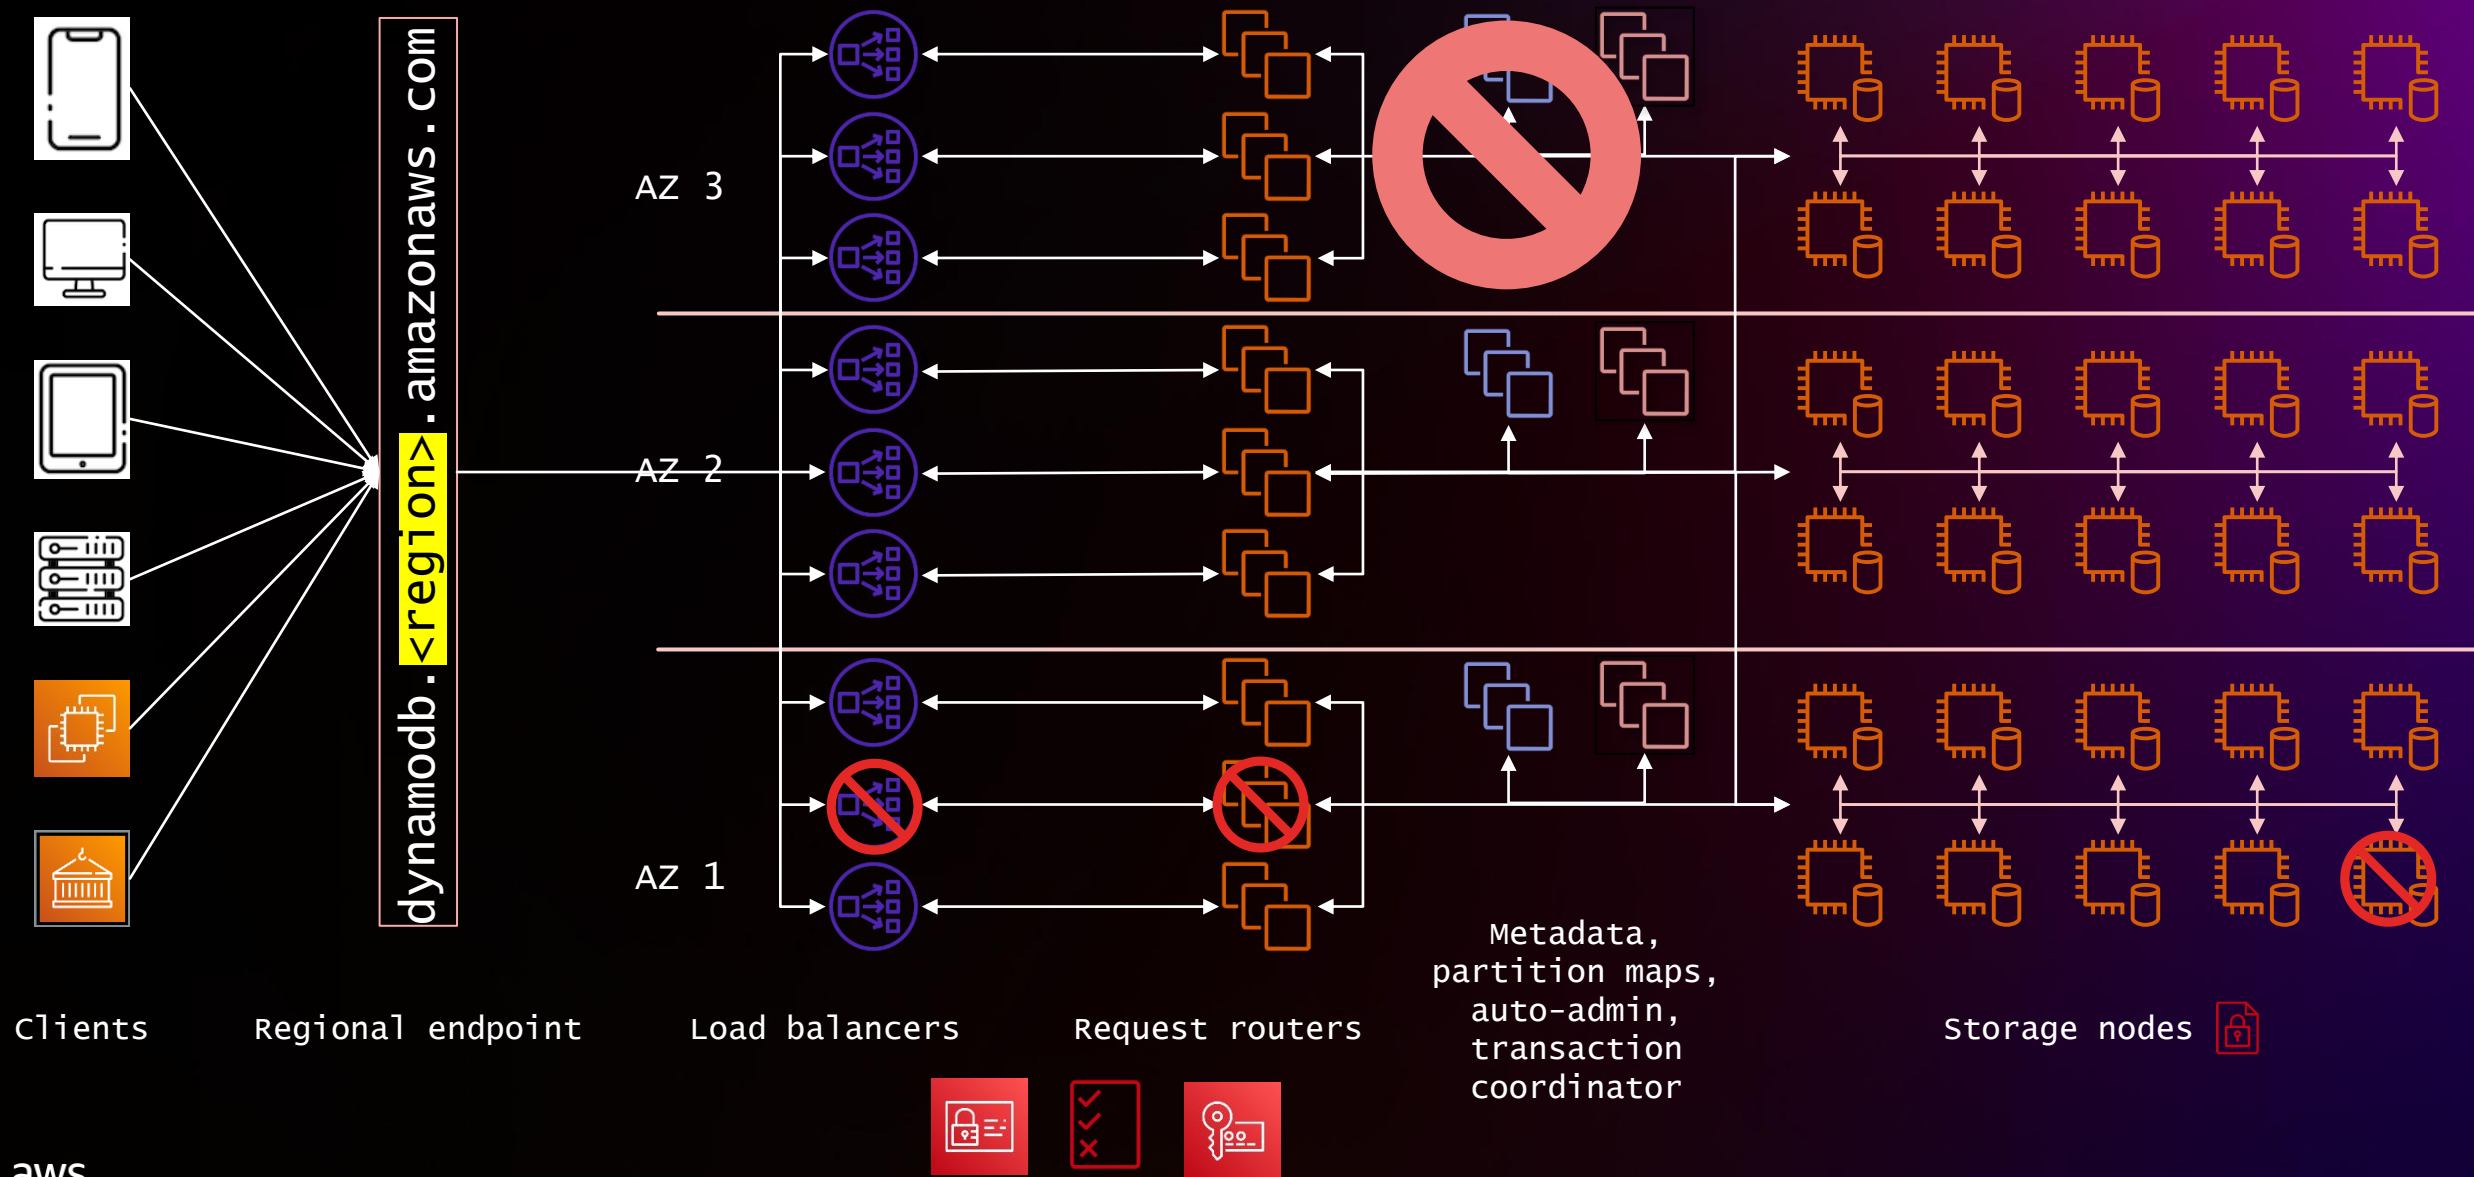 dynamodb.<region>.amazonaws.com
AZ 3
AZ 2
AZ 1
Clients
Regional endpoint
Load balancers
Request routers
Metadata,
partition maps,
auto-admin,
transaction
coordinator
Storage nodes
aws